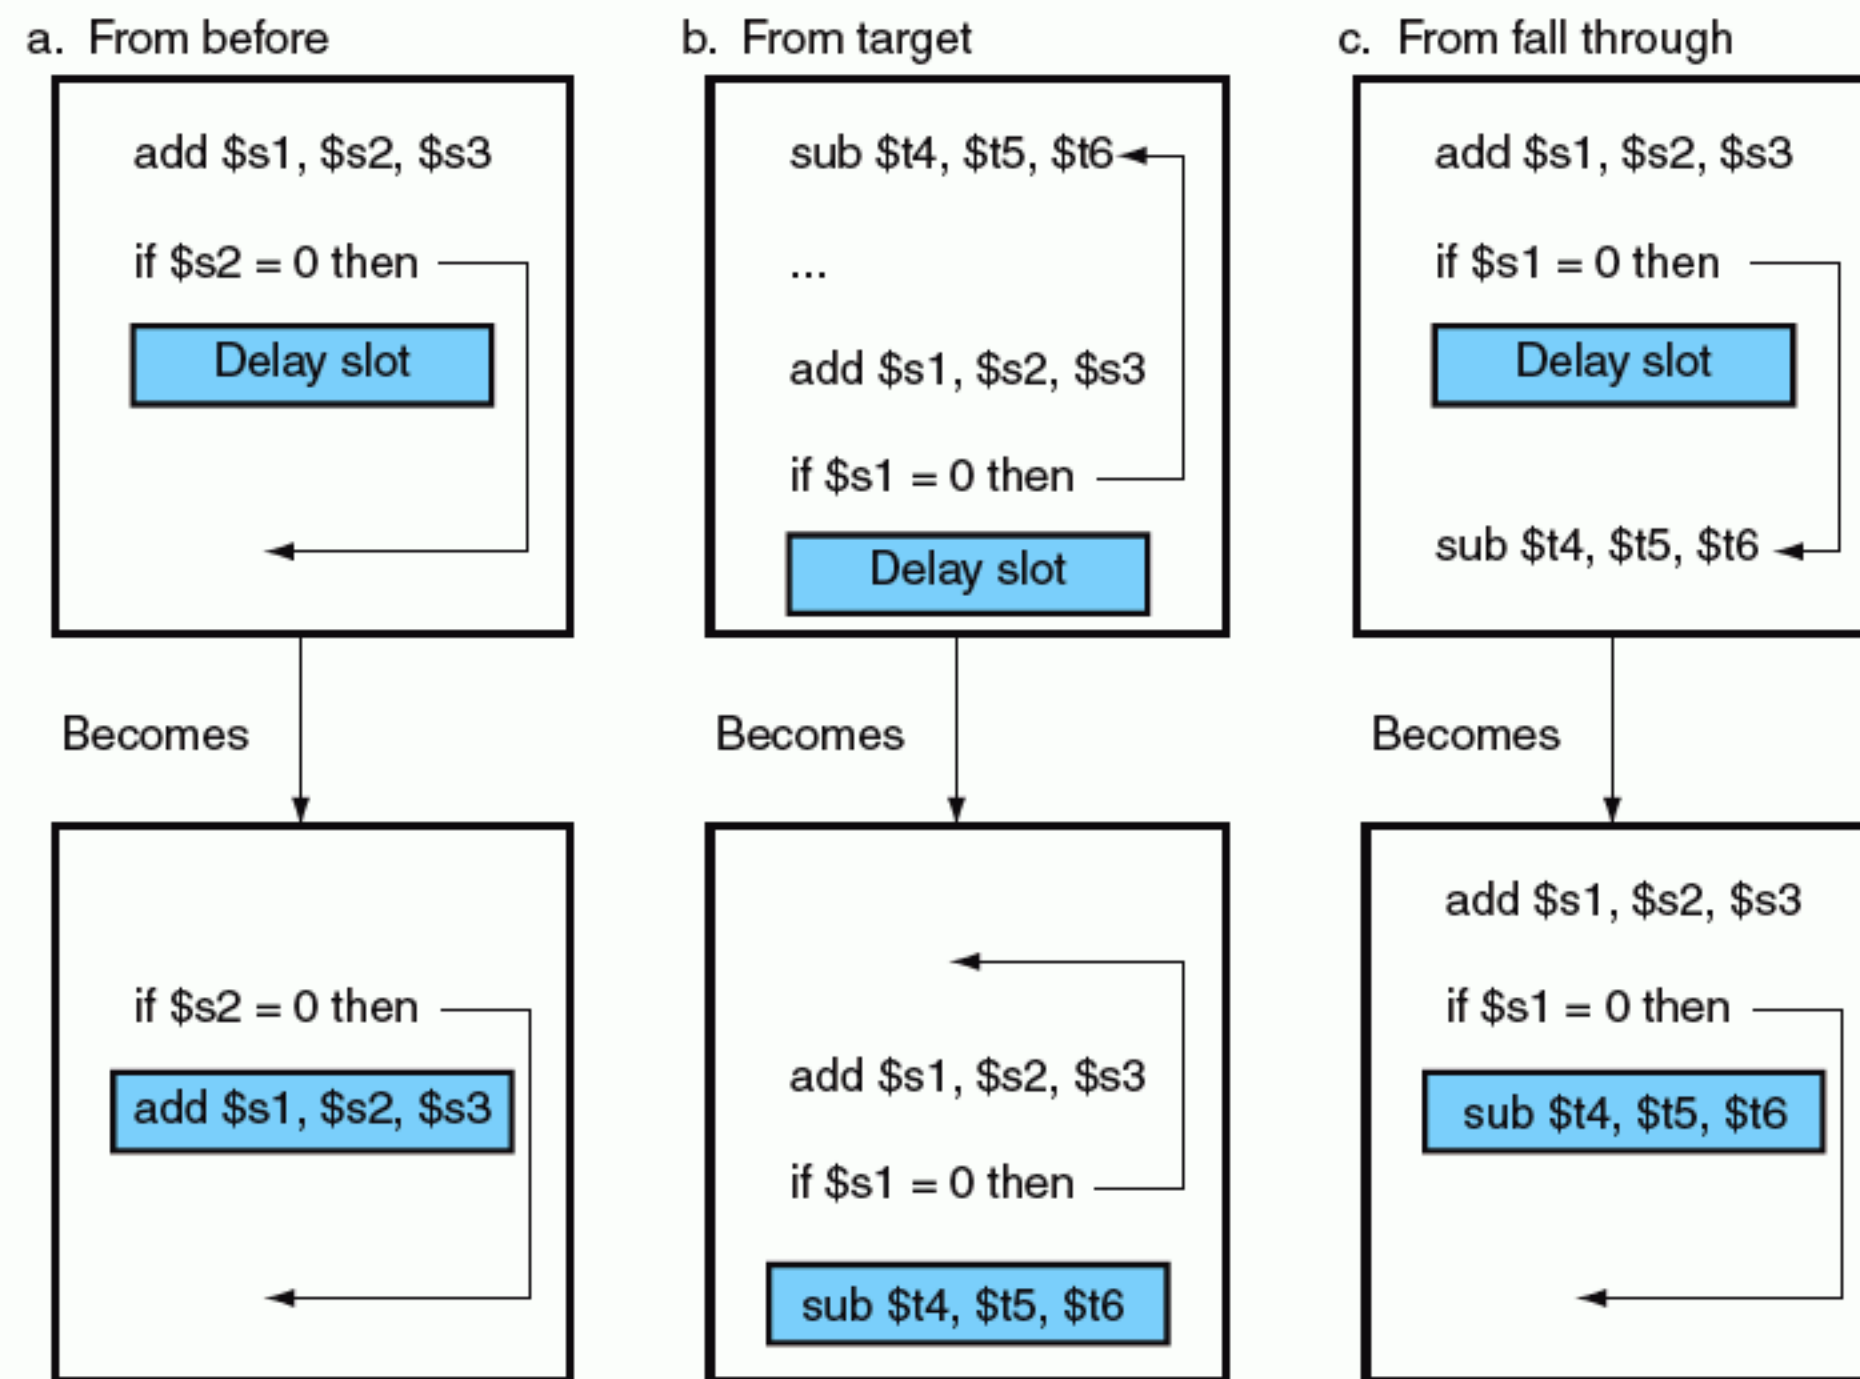 a. From before
add $s1, $s2, $s3
if $s2 = 0 then
Delay slot
Becomes
if $s2 = 0 then
add $s1, $s2, $s3
b. From target
sub $t4, $t5, $t6
...
add $s1, $s2, $s3
if $s1 = 0 then
Delay slot
Becomes
add $s1, $s2, $s3
if $s1 = 0 then
sub $t4, $t5, $t6
c. From fall through
add $s1, $s2, $s3
if $s1 = 0 then
Delay slot
sub $t4, $t5, $t6
Becomes
add $s1, $s2, $s3
if $s1 = 0 then
sub $t4, $t5, $t6